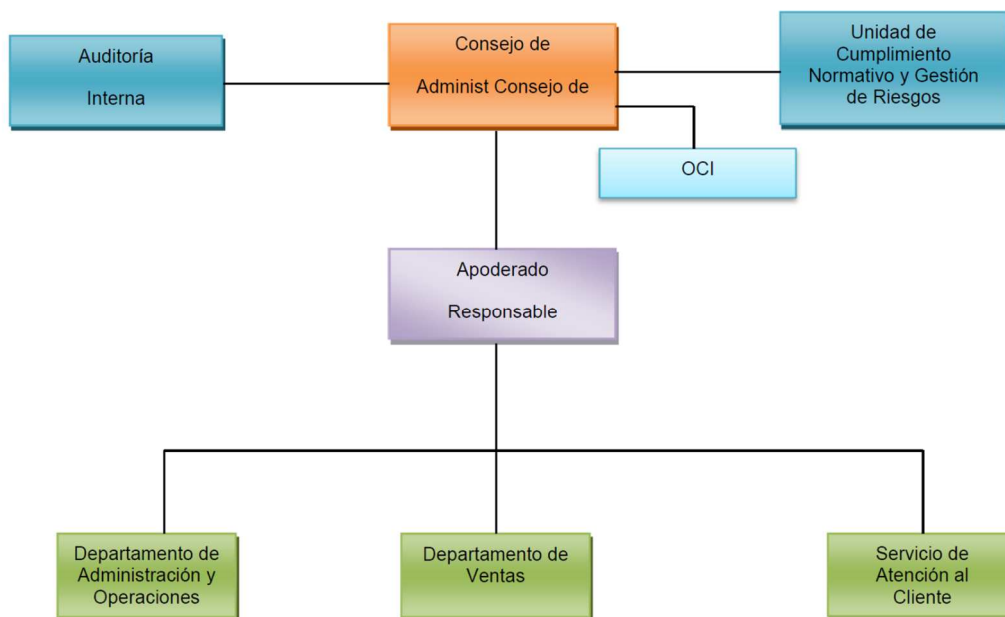 Auditoría
Interna
Consejo de
Administ Consejo de
Unidad de
Cumplimiento
Normativo y Gestión
de Riesgos
OCI
Apoderado
Responsable
Departamento de
Administración y
Operaciones
Departamento de
Ventas
Servicio de
Atención al
Cliente